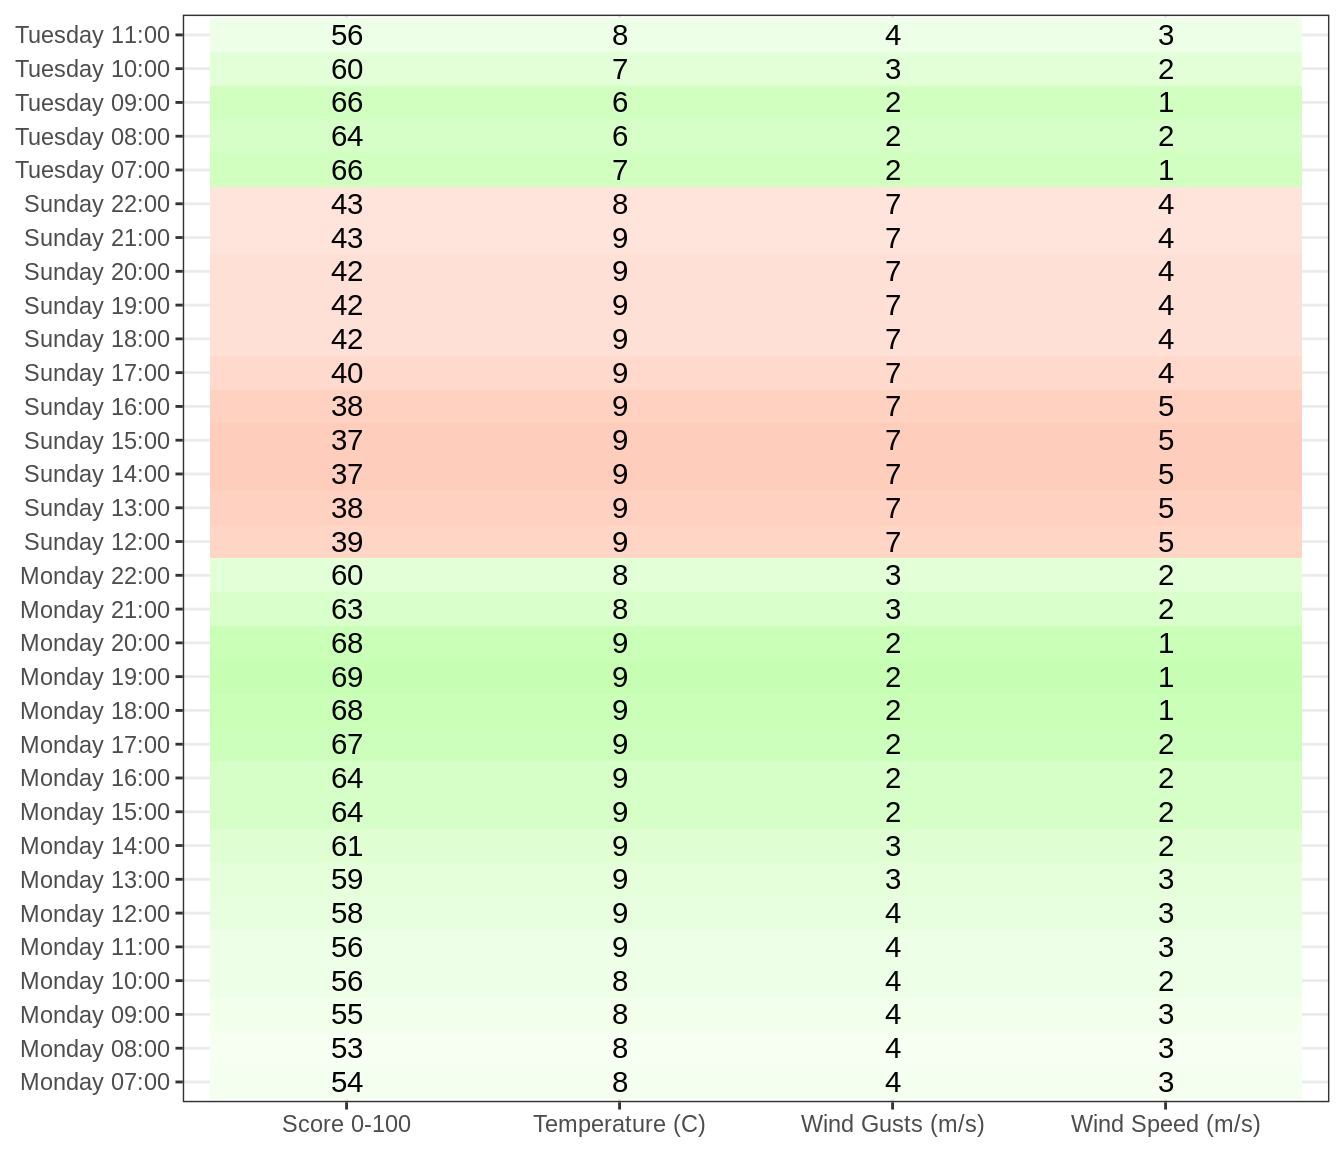 Tuesday 11:00 56 8 4 3
Tuesday 10:00 60 7 3 2
Tuesday 09:00 66 6 2 1
Tuesday 08:00 64 6 2 2
Tuesday 07:00 66 7 2 1
Sunday 22:00 43 8 7 4
Sunday 21:00 43 9 7 4
Sunday 20:00 42 9 7 4
Sunday 19:00 42 9 7 4
Sunday 18:00 42 9 7 4
Sunday 17:00 40 9 7 4
Sunday 16:00 38 9 7 5
Sunday 15:00 37 9 7 5
Sunday 14:00 37 9 7 5
Sunday 13:00 38 9 7 5
Sunday 12:00 39 9 7 5
Monday 22:00 60 8 3 2
Monday 21:00 63 8 3 2
Monday 20:00 68 9 2 1
Monday 19:00 69 9 2 1
Monday 18:00 68 9 2 1
Monday 17:00 67 9 2 2
Monday 16:00 64 9 2 2
Monday 15:00 64 9 2 2
Monday 14:00 61 9 3 2
Monday 13:00 59 9 3 3
Monday 12:00 58 9 4 3
Monday 11:00 56 9 4 3
Monday 10:00 56 8 4 2
Monday 09:00 55 8 4 3
Monday 08:00 53 8 4 3
Monday 07:00 54 8 4 3
Score 0-100 Temperature (C) Wind Gusts (m/s) Wind Speed (m/s)